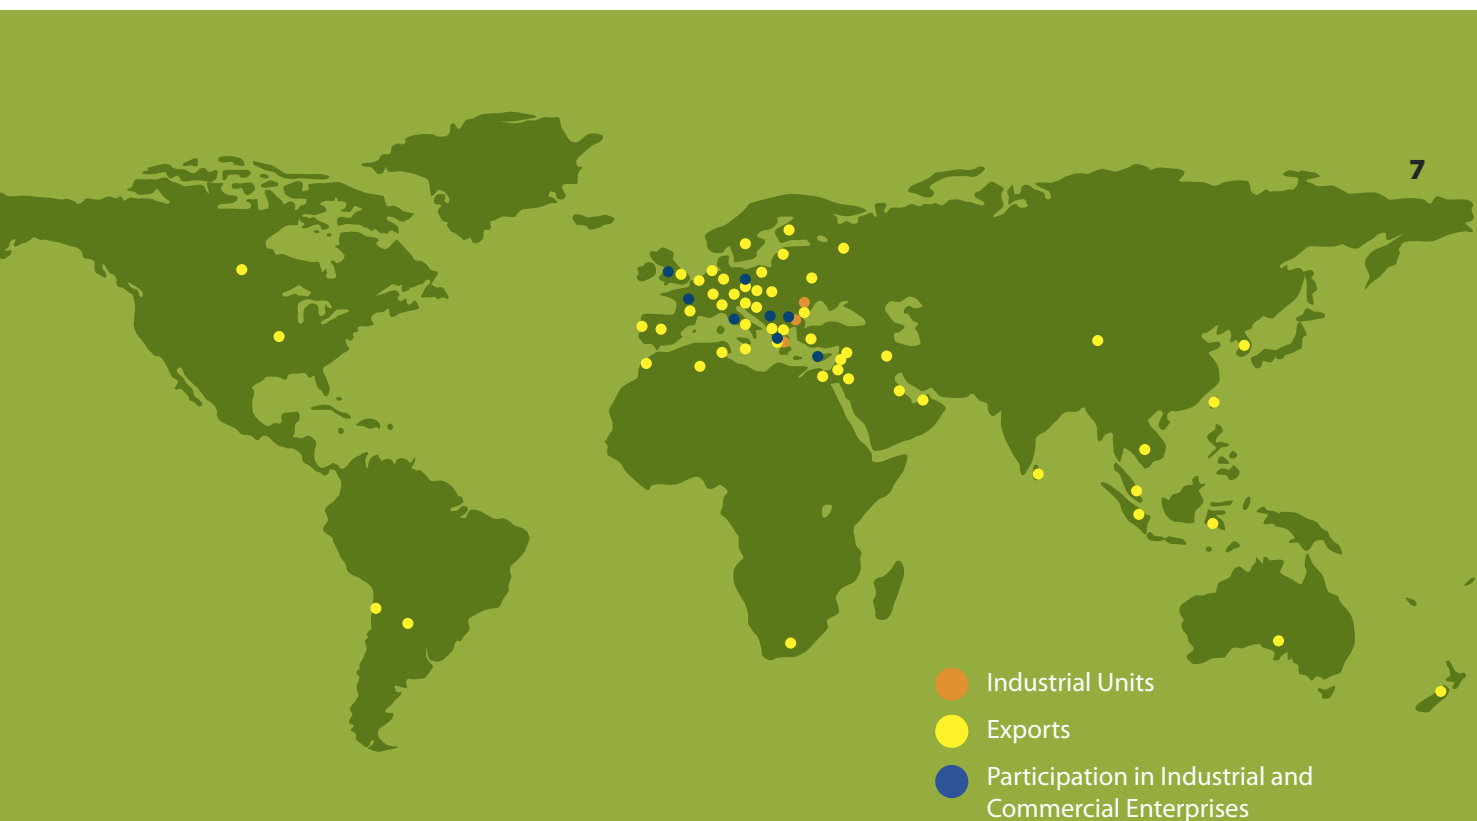 7
Industrial Units
Exports
Participation in Industrial and
Commercial Enterprises